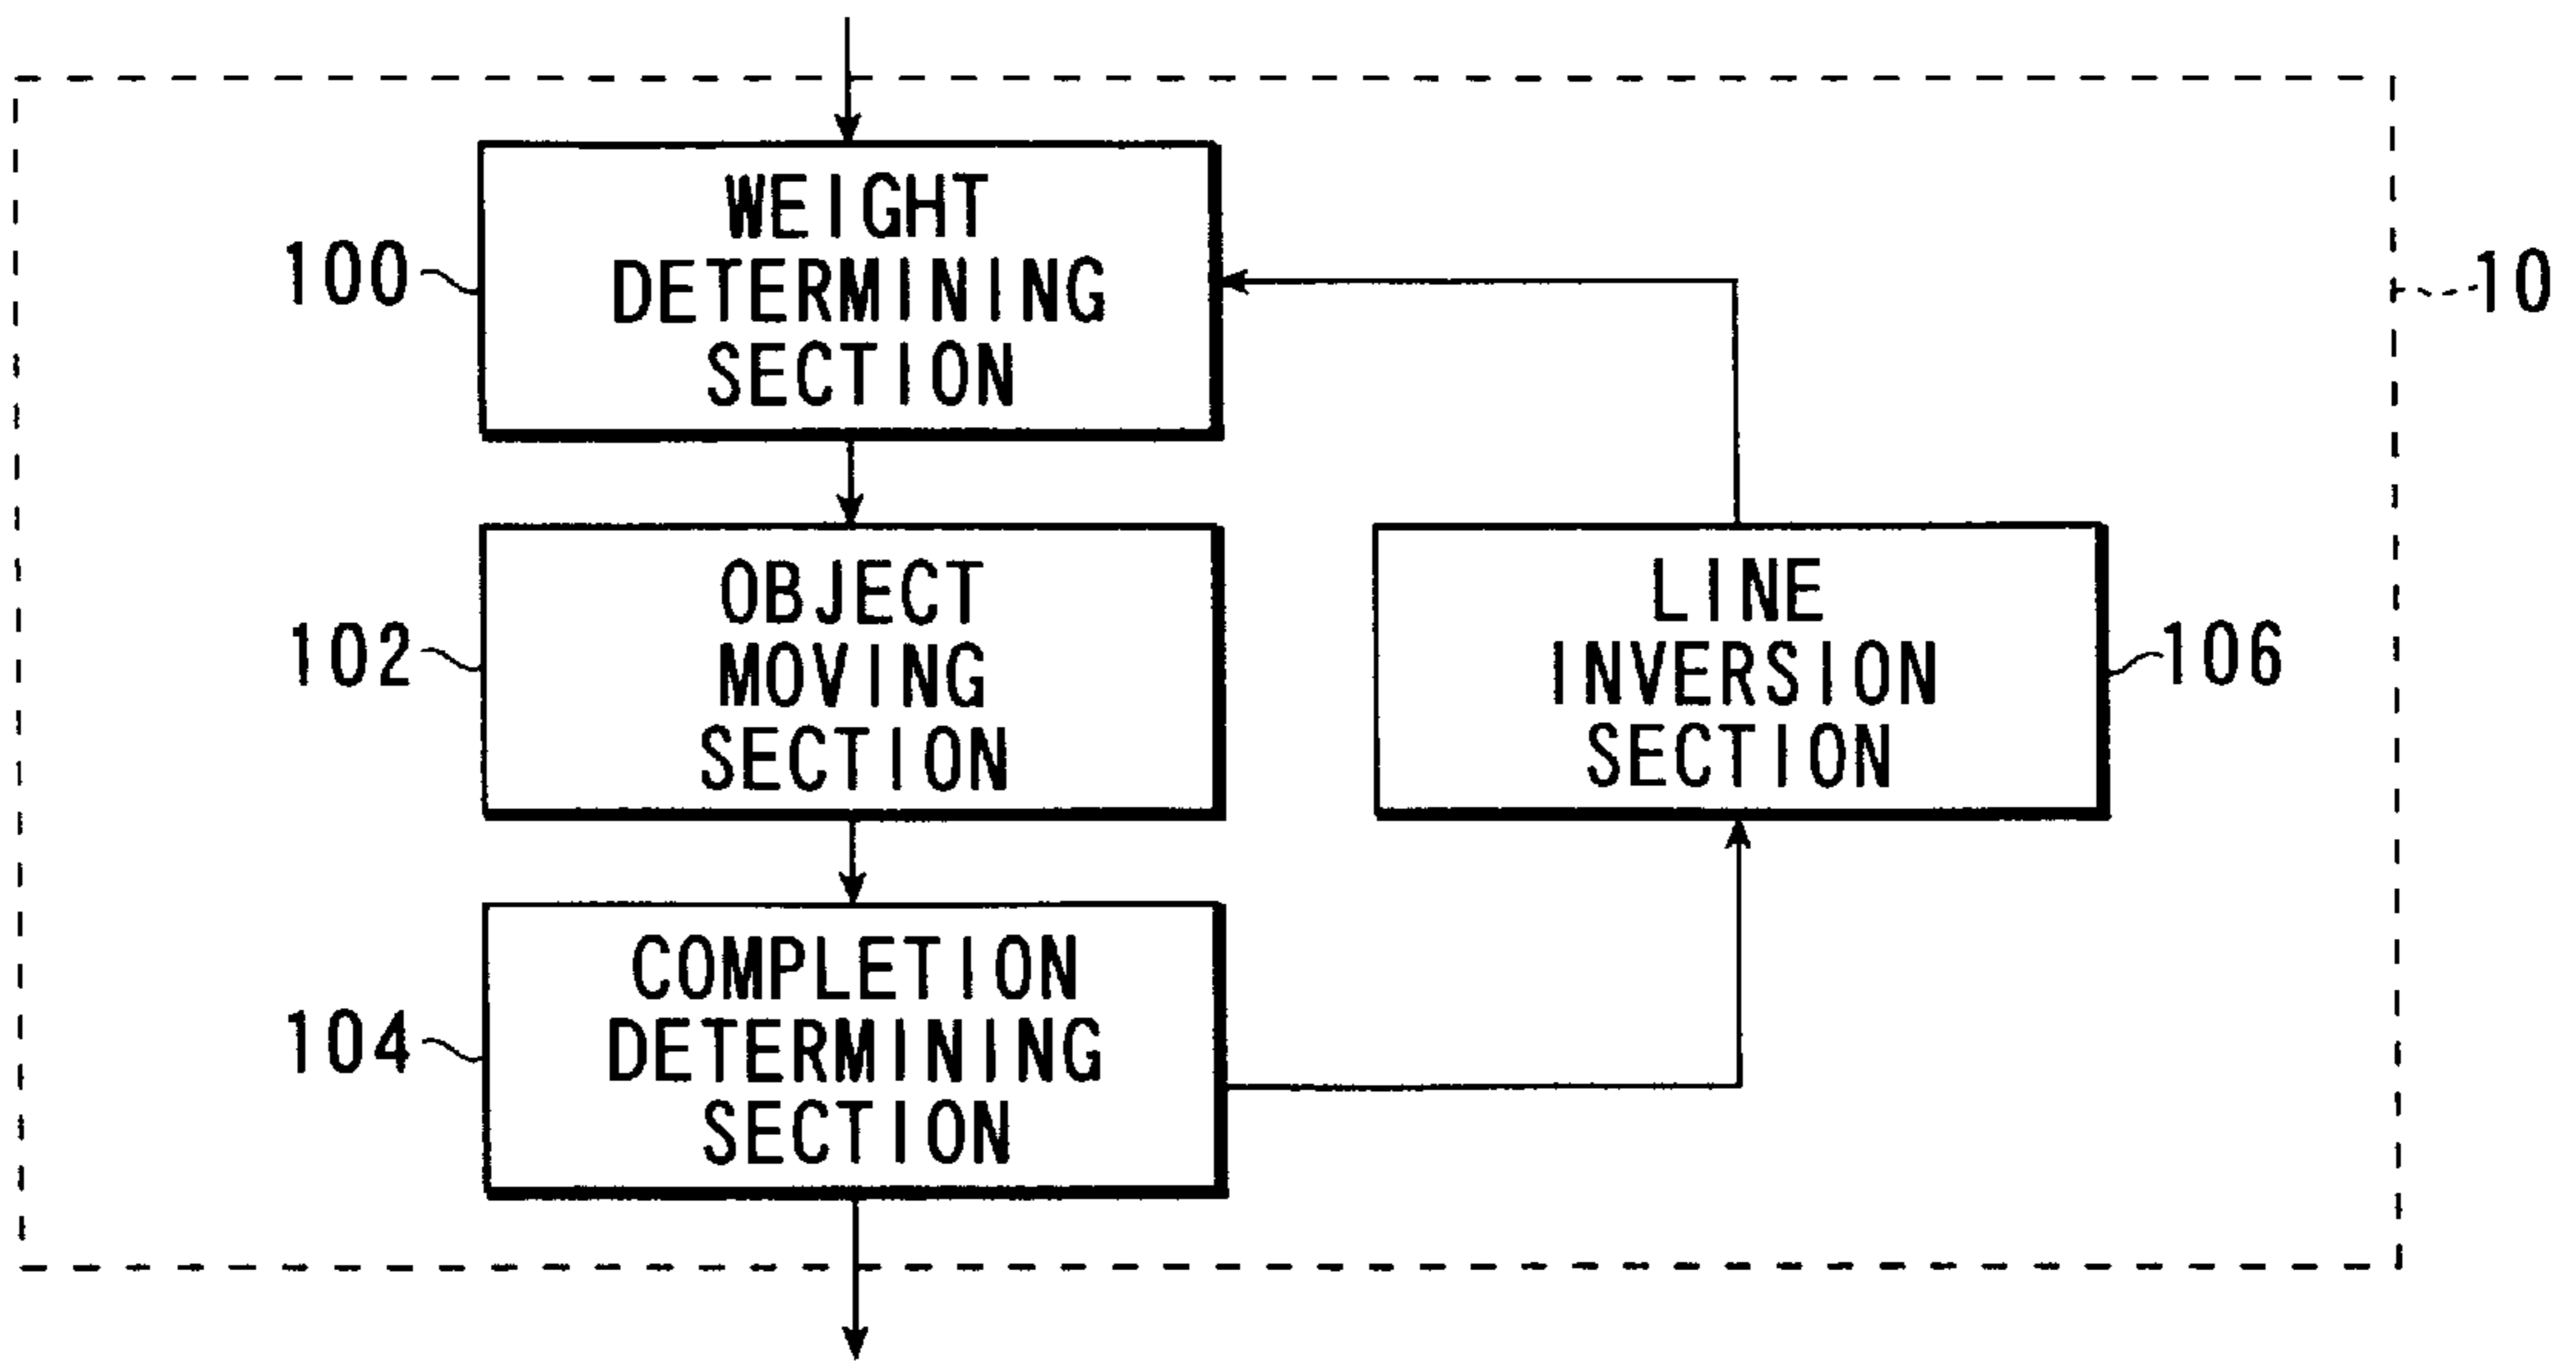 WEIGHT
DETERMINING
SECTION
100
10
OBJECT
MOVING
SECTION
102
LINE
INVERSION
SECTION
106
COMPLETION
DETERMINING
SECTION
104